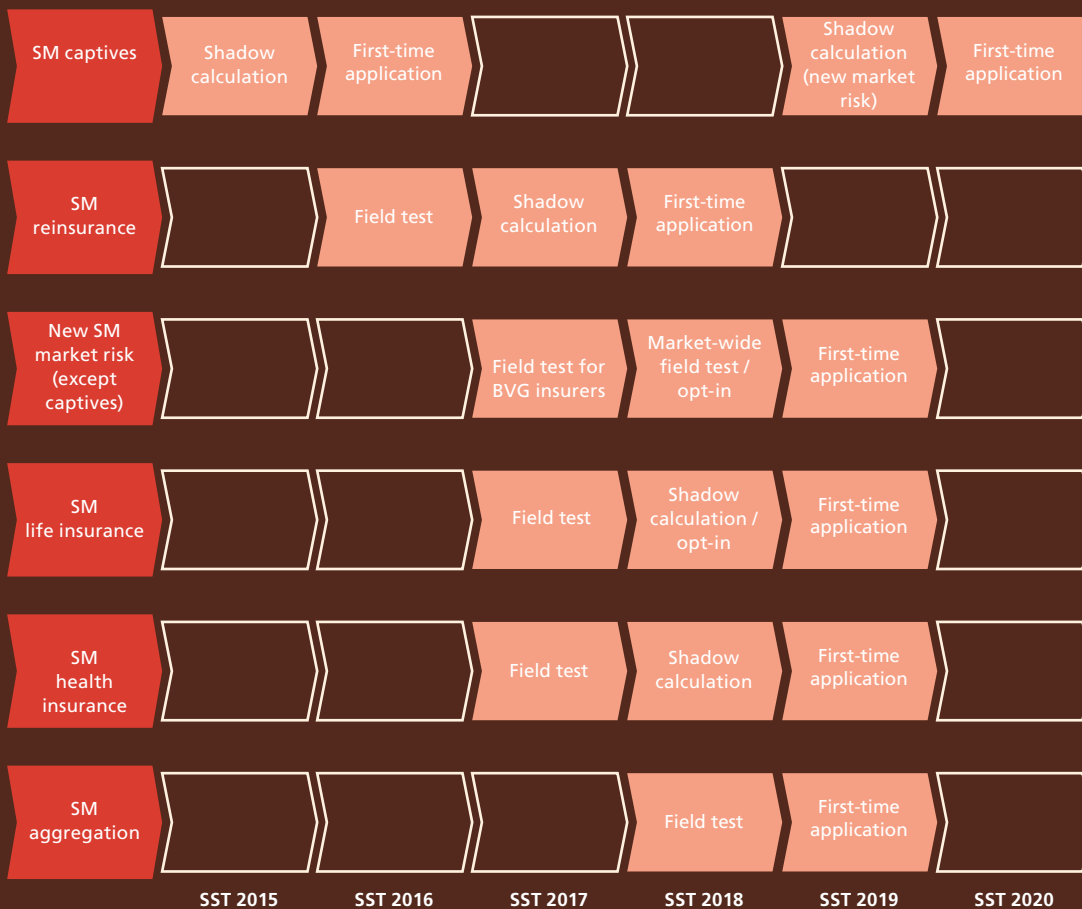 SM captives
Shadow
calculation
First-time
application
Shadow
calculation
(new market
risk)
First-time
application
SM
reinsurance
Field test
Shadow
calculation
First-time
application
New SM
market risk
(except
captives)
Field test for
BVG insurers
Market-wide
field test /
opt-in
First-time
application
SM
life insurance
Field test
Shadow
calculation /
opt-in
First-time
application
SM
health
insurance
Field test
Shadow
calculation
First-time
application
SM
aggregation
Field test
First-time
application
SST 2015
SST 2016
SST 2017
SST 2018
SST 2019
SST 2020